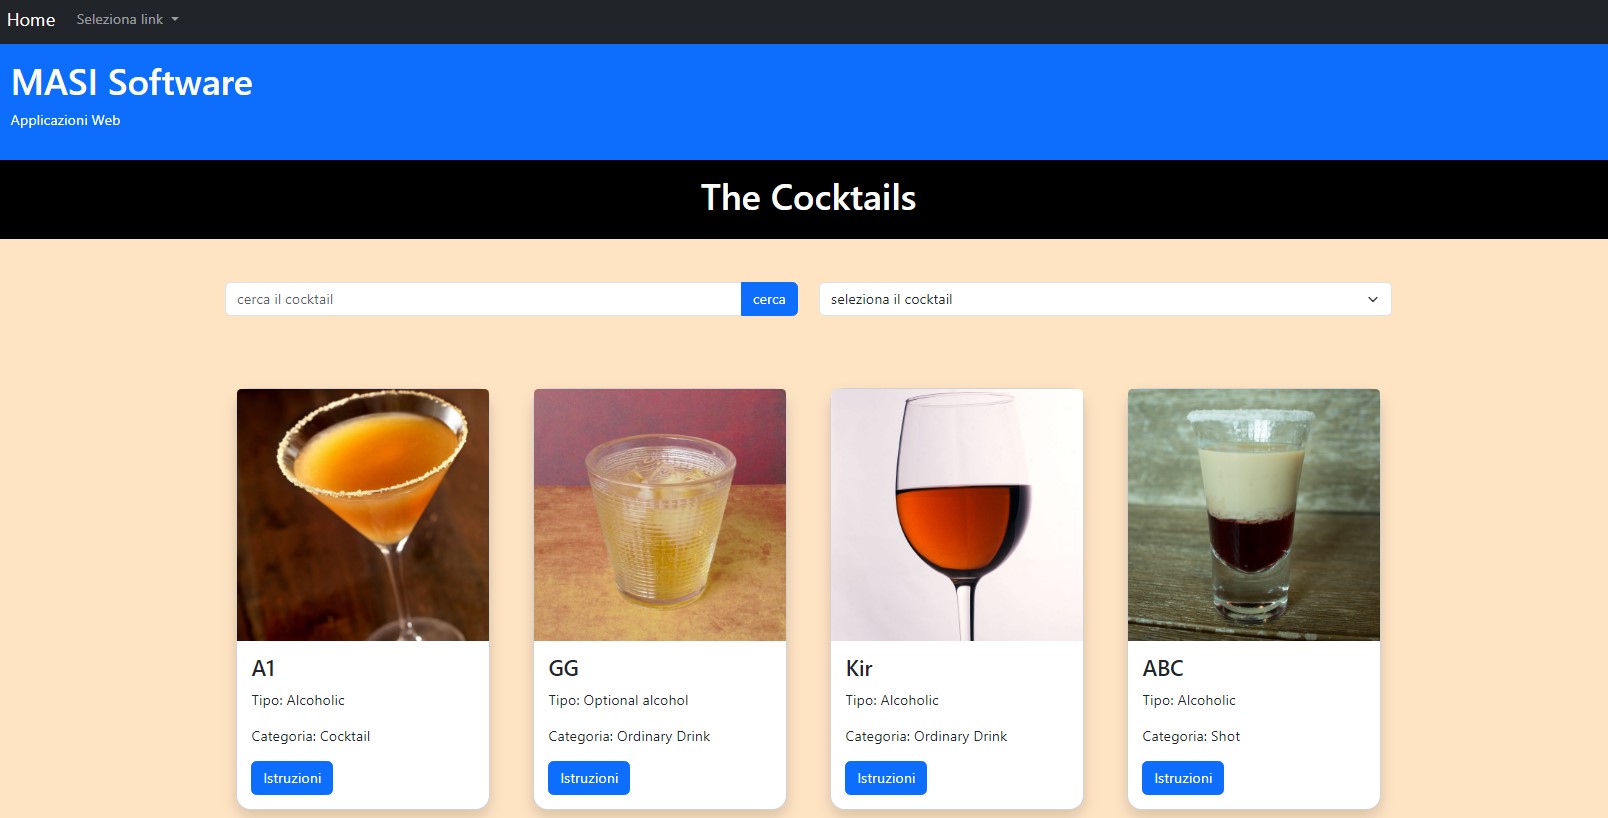 Home Seleziona link
MASI Software
Applicazioni Web
The Cocktails
cerca il cocktail cerca seleziona il cocktail
A1
Tipo: Alcoholic
Categoria: Cocktail
Istruzioni
GG
Tipo: Optional alcohol
Categoria: Ordinary Drink
Istruzioni
Kir
Tipo: Alcoholic
Categoria: Ordinary Drink
Istruzioni
ABC
Tipo: Alcoholic
Categoria: Shot
Istruzioni